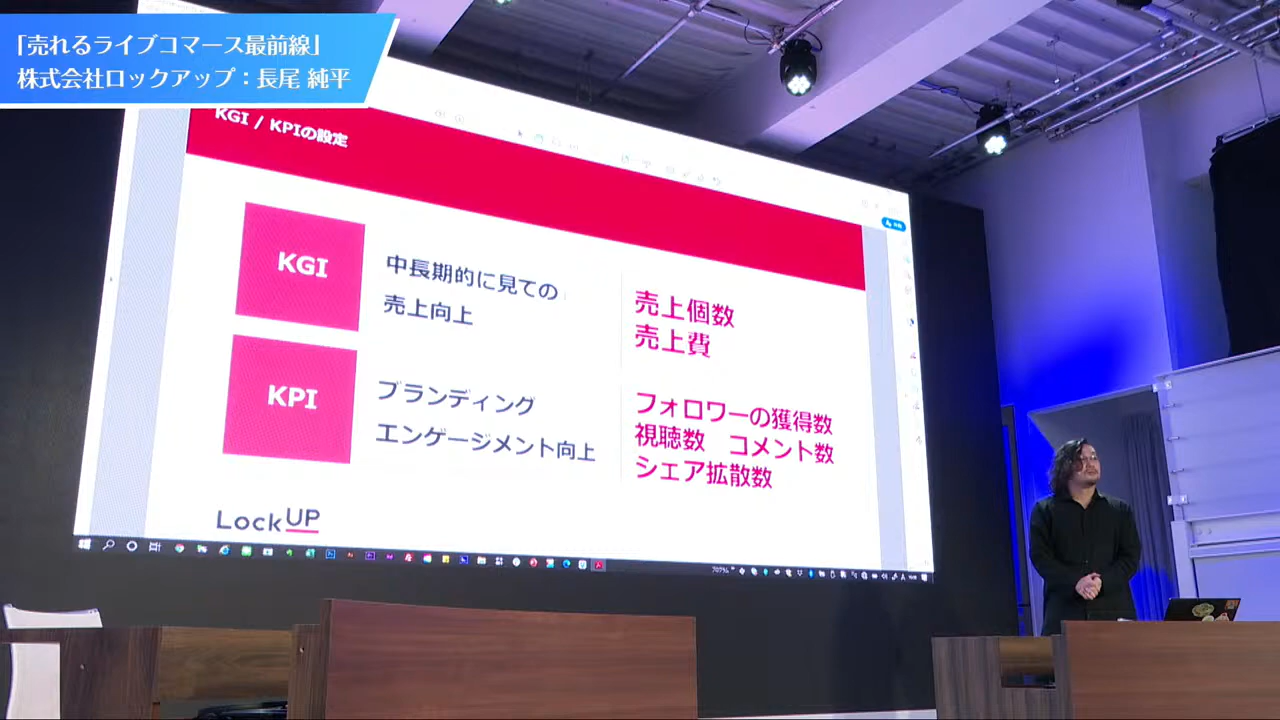 「売れるライブコマース最前線」
株式会社ロックアップ：長尾 純平
KGI / KPIの設定
KGI
中長期的に見ての
売上向上
売上個数
売上費
KPI
ブランディング
エンゲージメント向上
フォロワーの獲得数
視聴数　コメント数
シェア拡散数
LockUP